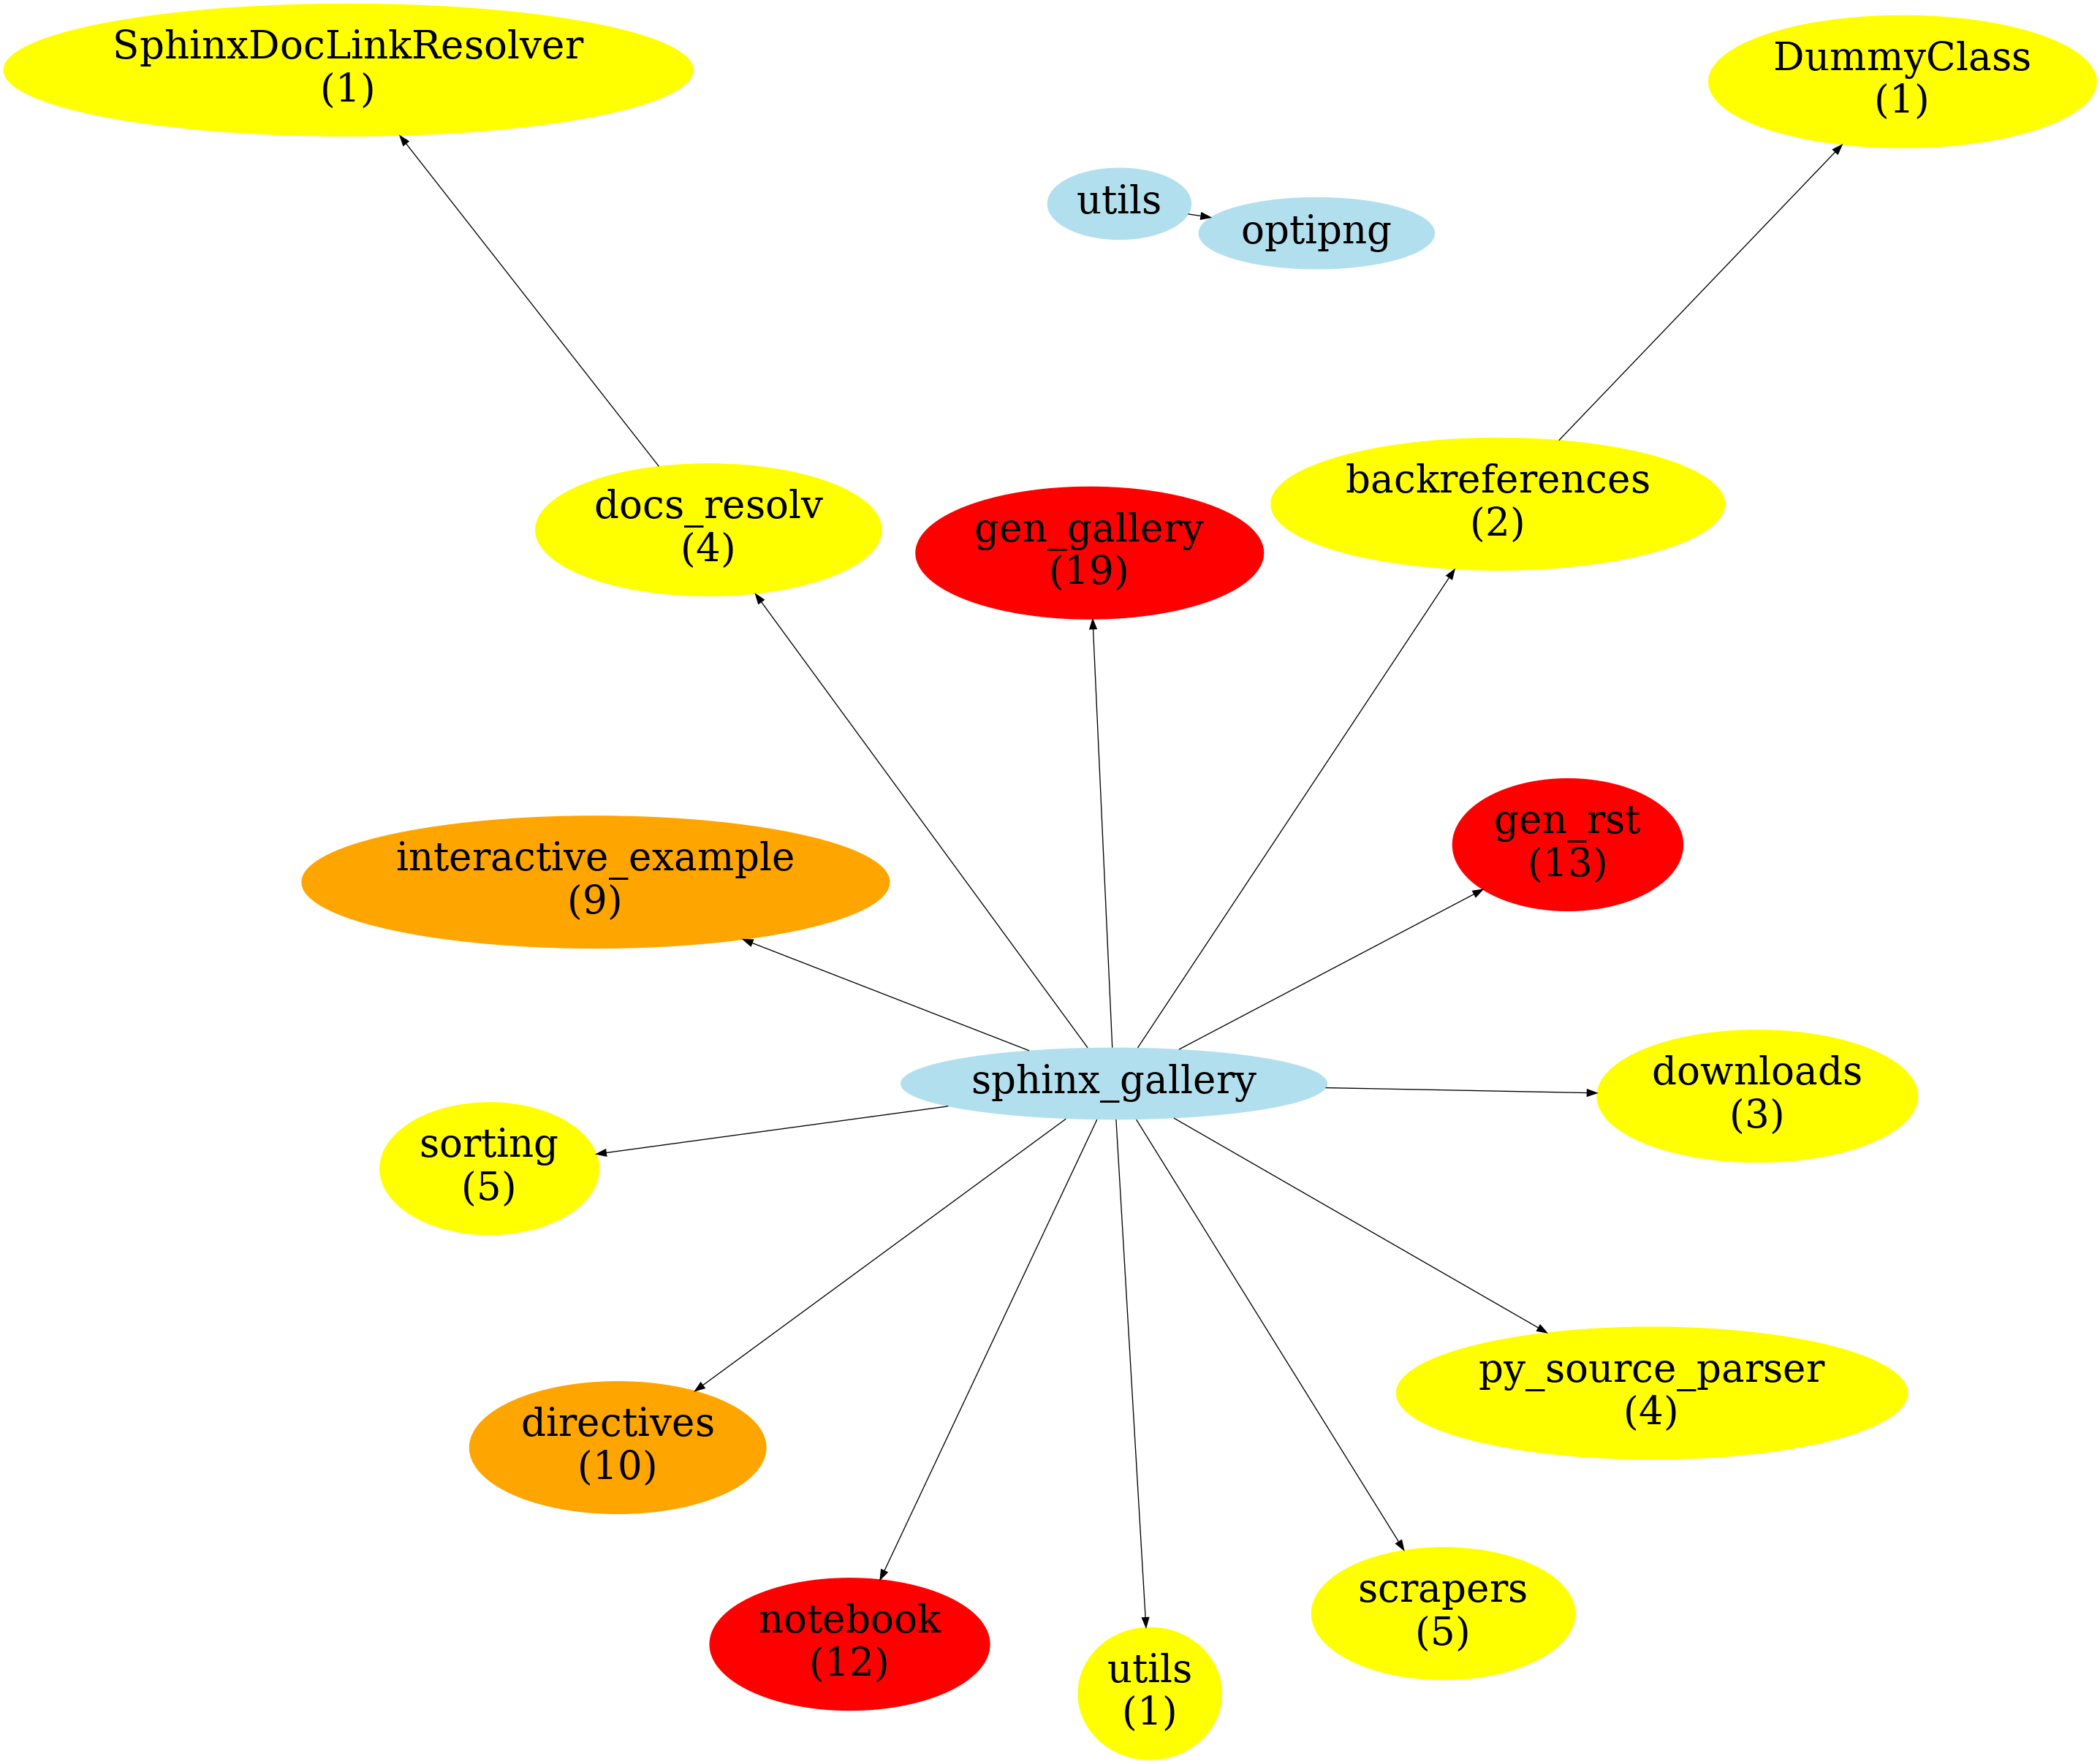 SphinxDocLinkResolver
(1)
DummyClass
(1)
utils
optipng
docs_resolv
(4)
gen_gallery
(19)
backreferences
(2)
interactive_example
(9)
gen_rst
(13)
sphinx_gallery
downloads
(3)
sorting
(5)
directives
(10)
py_source_parser
(4)
notebook
(12)
utils
(1)
scrapers
(5)